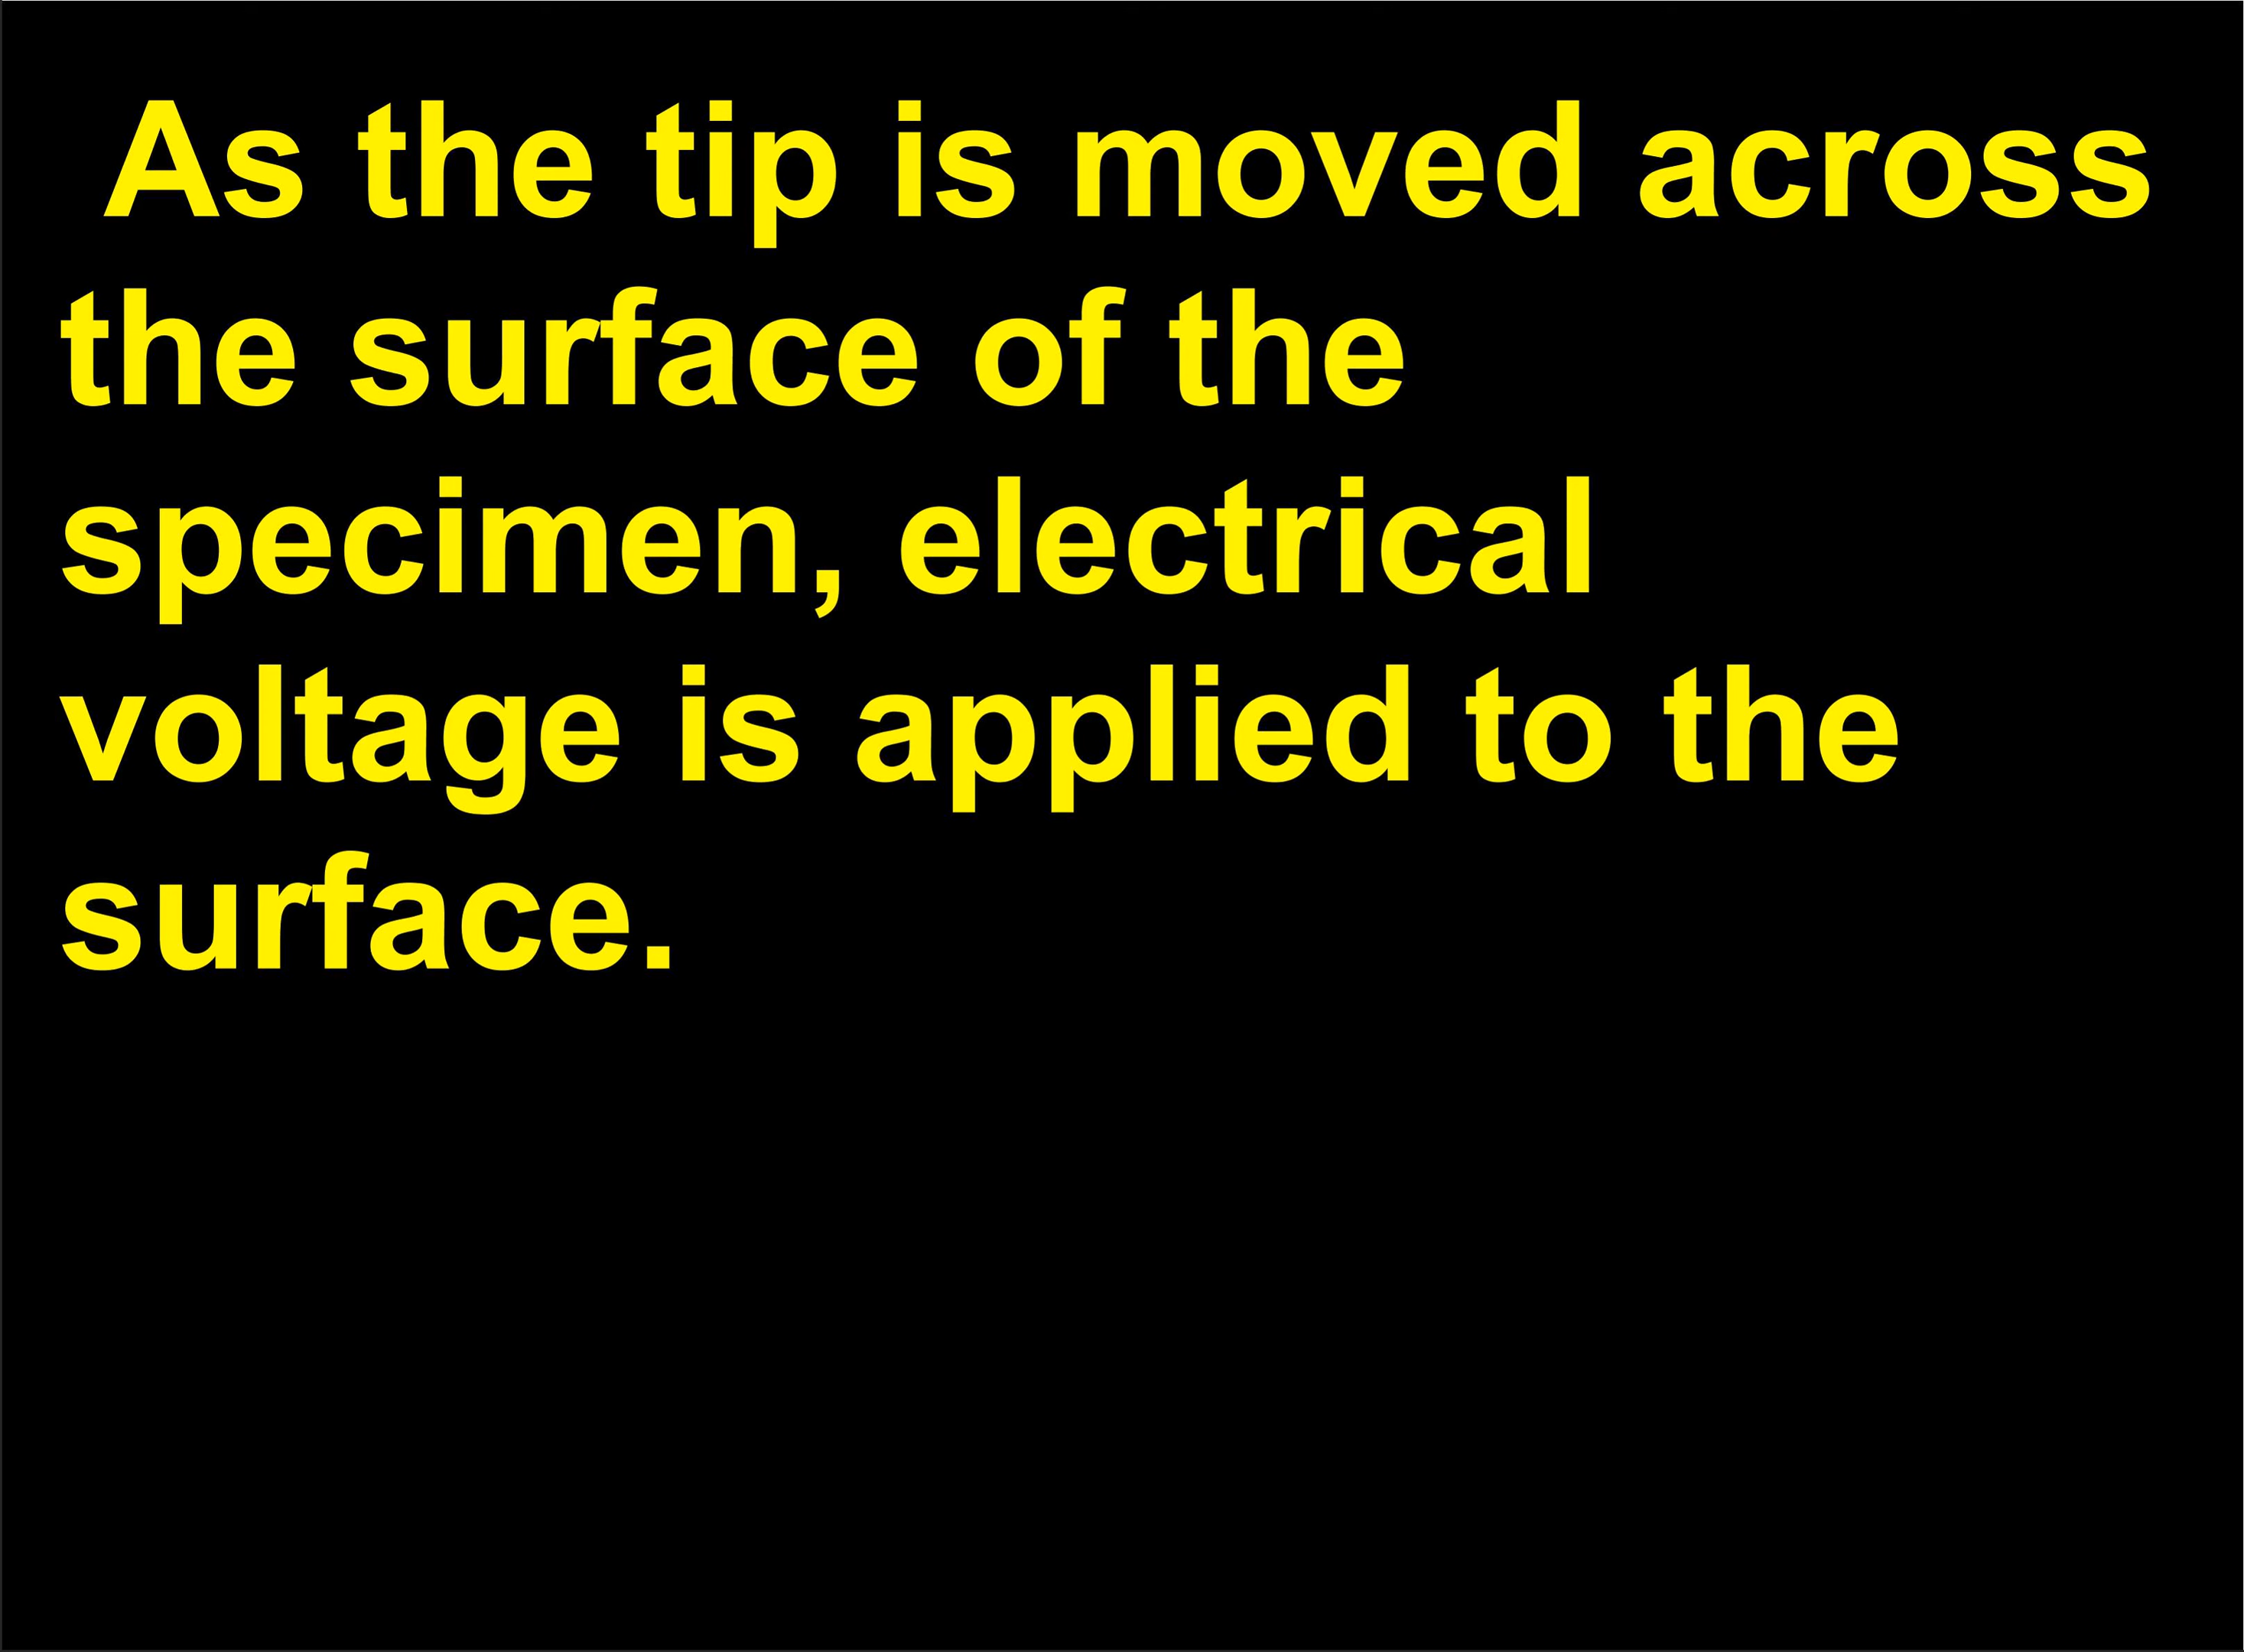 As the tip is moved across
the surface of the
specimen, electrical
voltage is applied to the
surface.